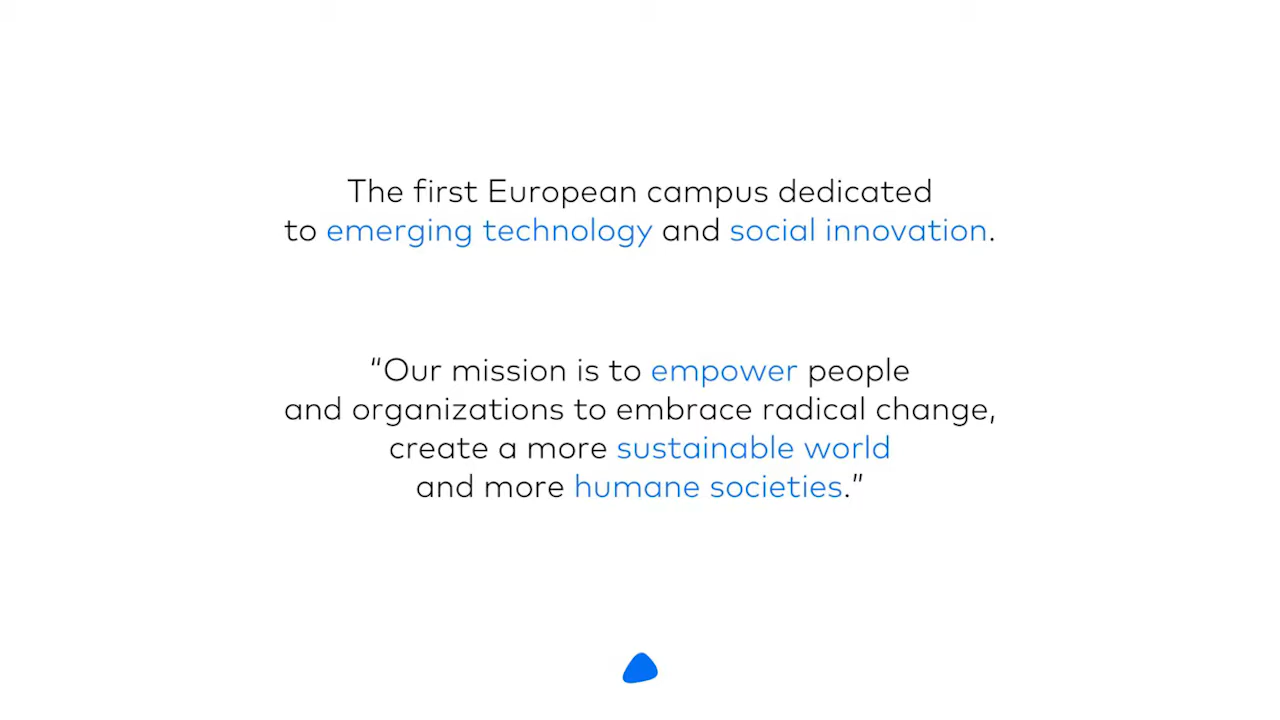 The first European campus dedicated
to emerging technology and social innovation.
“Our mission is to empower people
and organizations to embrace radical change,
create a more sustainable world
and more humane societies.”